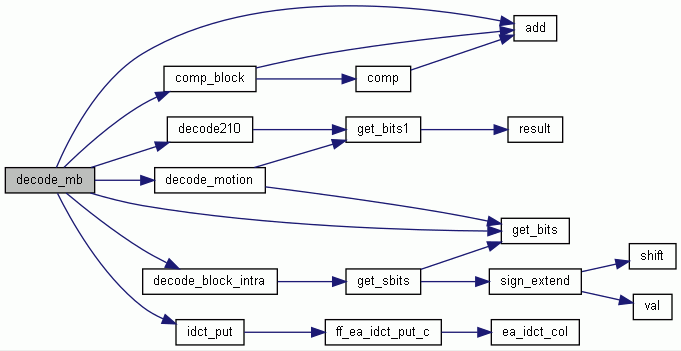 add
comp_block
comp
decode210
get_bits1
result
decode_mb
decode_motion
get_bits
shift
decode_block_intra
get_sbits
sign_extend
val
idct_put
ff_ea_idct_put_c
ea_idct_col